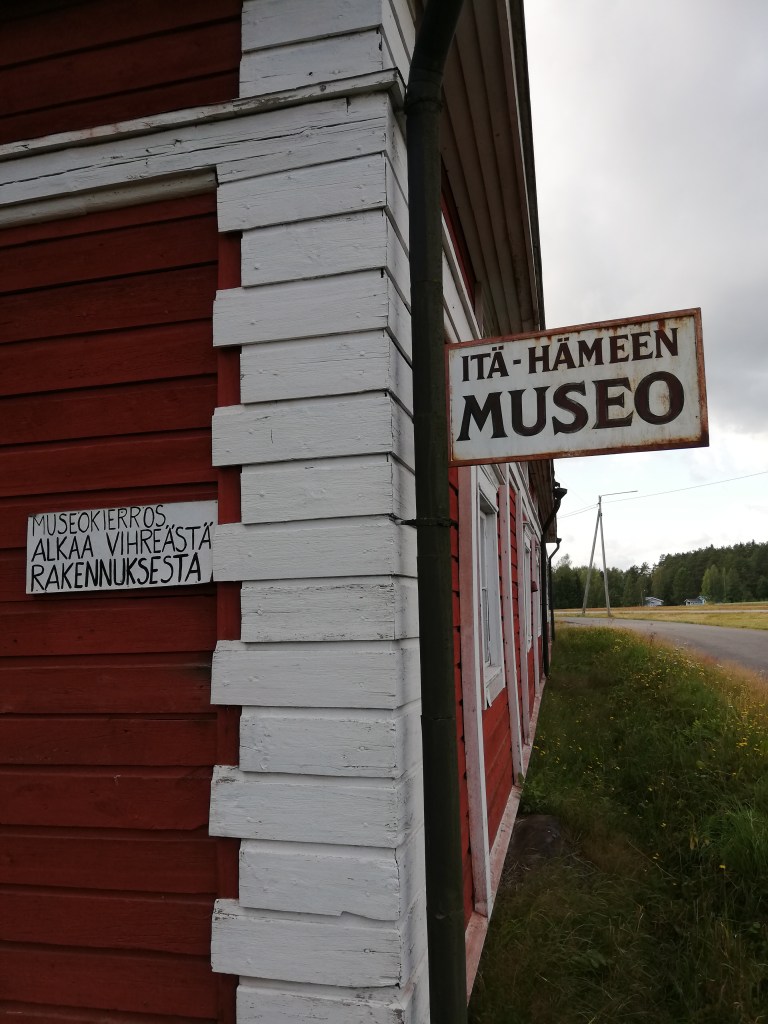 ITÄ-HÄMEEN
MUSEO
MUSEOKIERROS
ALKAA VIHREÄSTÄ
RAKENNUKSESTA